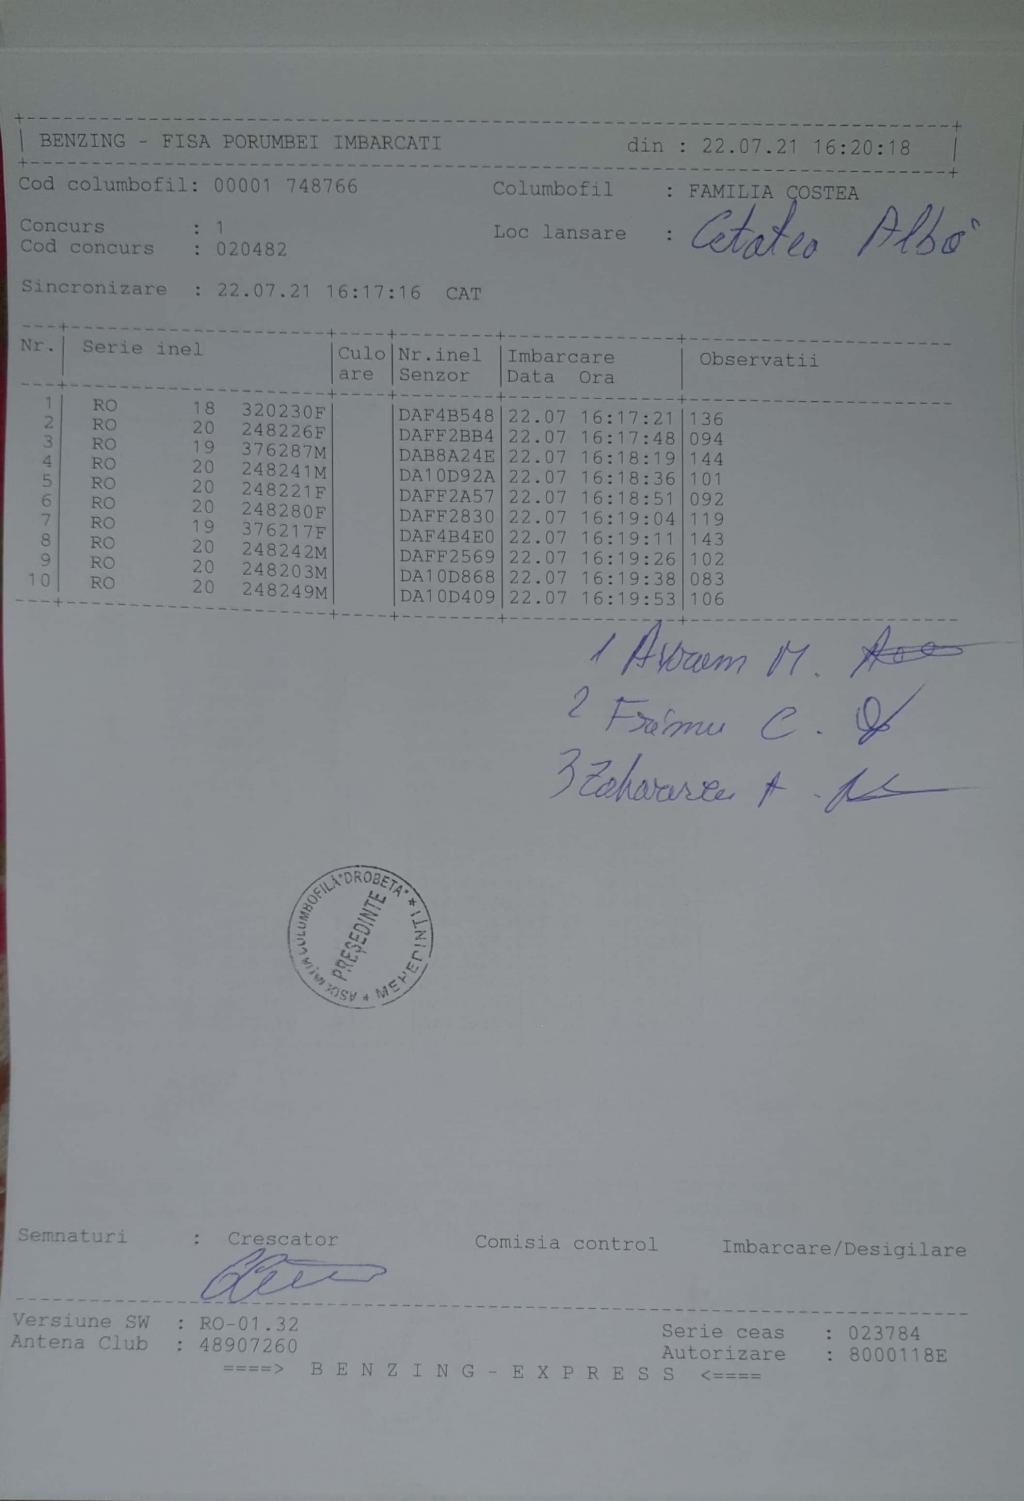 BENZING - FISA PORUMBEI IMBARCATI din : 22.07.21 16:20:18
Cod columbofil: 00001 748766 Columbofil : FAMILIA COSTEA
Concurs : 1 Loc lansare : Cetatea Albă
Cod concurs : 020482
Sincronizare : 22.07.21 16:17:16 CAT
Nr. Serie inel Culo Nr.inel Imbarcare Observatii
are Senzor Data Ora
1 RO 18 320230F DAF4B548 22.07 16:17:21 136
2 RO 20 248226F DAFF2BB4 22.07 16:17:48 094
3 RO 19 376287M DAB8A24E 22.07 16:18:19 144
4 RO 20 248241M DA10D92A 22.07 16:18:36 101
5 RO 20 248221F DAFF2A57 22.07 16:18:51 092
6 RO 20 248280F DAFF2830 22.07 16:19:04 119
7 RO 19 376217F DAF4B4E0 22.07 16:19:11 143
8 RO 20 248242M DAFF2569 22.07 16:19:26 102
9 RO 20 248203M DA10D868 22.07 16:19:38 083
10 RO 20 248249M DA10D409 22.07 16:19:53 106
1 Avram M.
2 C.
3 A.
ASOCIATIA COLUMBOFILĂ "DROBETA" * MEHEDINŢI *
PREŞEDINTE
Semnaturi : Crescator Comisia control Imbarcare/Desigilare
Versiune SW : RO-01.32 Serie ceas : 023784
Antena Club : 48907260 Autorizare : 8000118E
====> B E N Z I N G - E X P R E S S <====